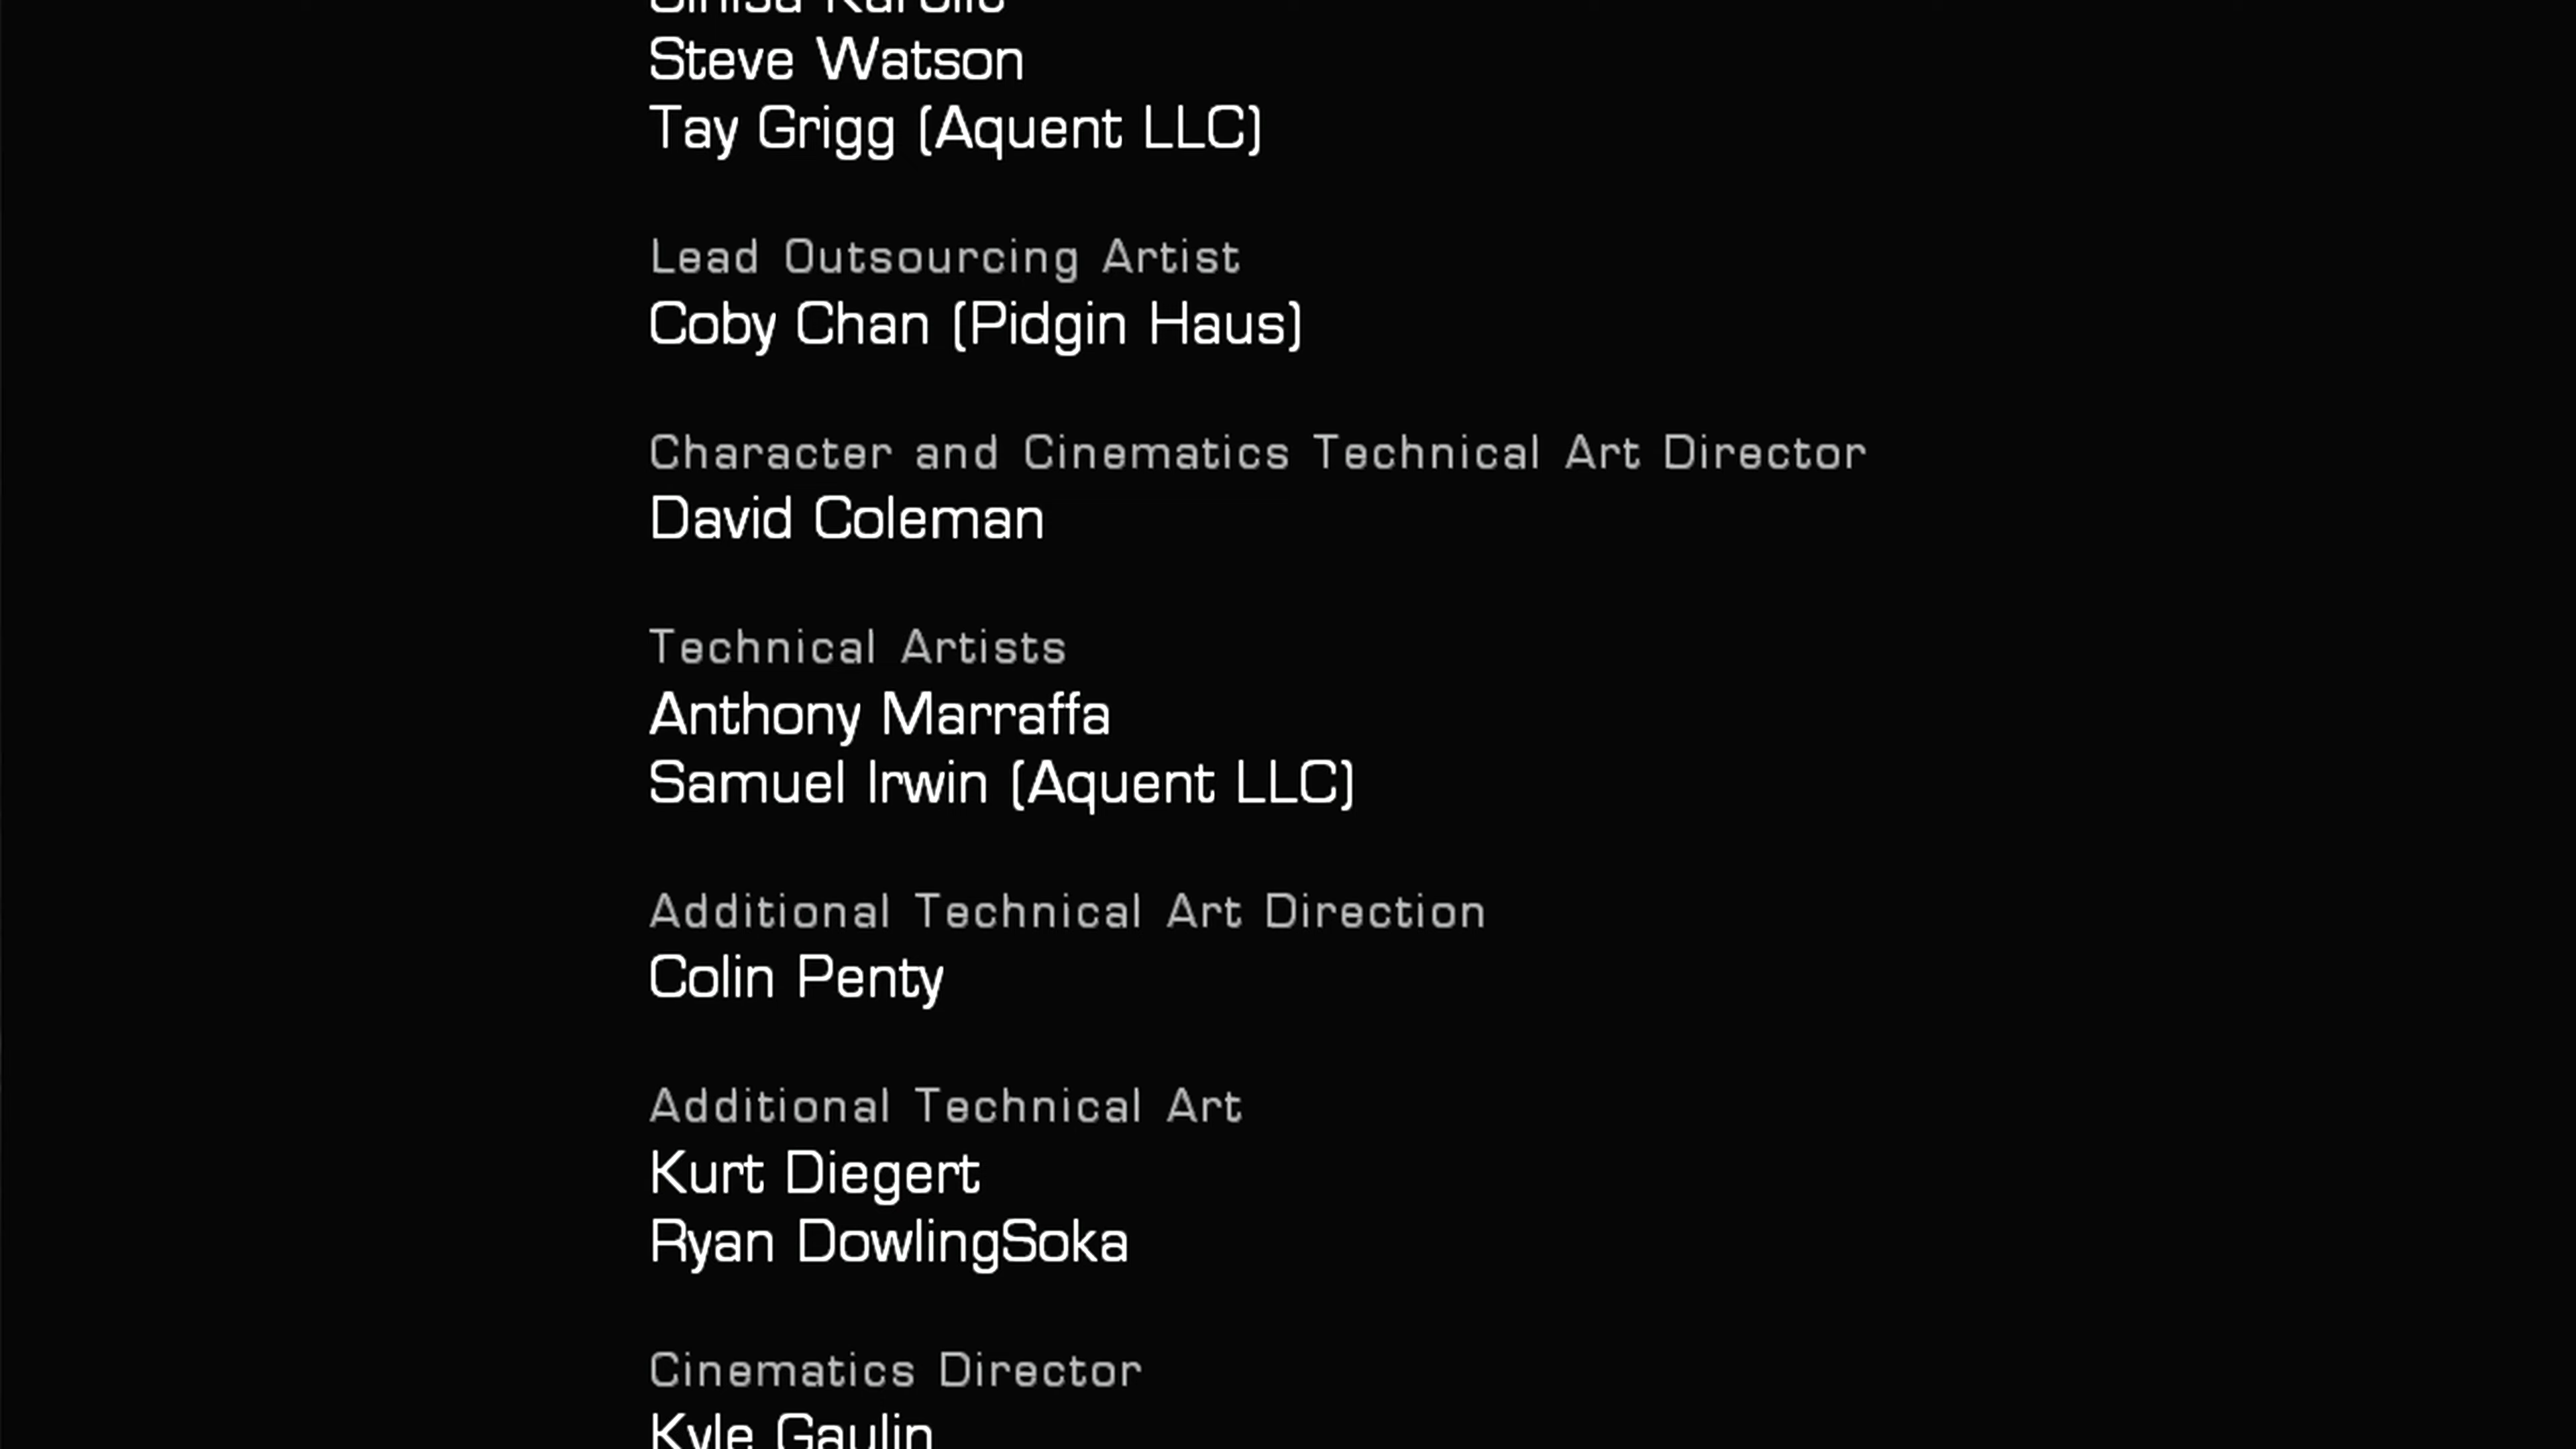 Steve Watson
Tay Grigg (Aquent LLC)
Lead Outsourcing Artist
Coby Chan (Pidgin Haus)
Character and Cinematics Technical Art Director
David Coleman
Technical Artists
Anthony Marraffa
Samuel Irwin (Aquent LLC)
Additional Technical Art Direction
Colin Penty
Additional Technical Art
Kurt Diegert
Ryan DowlingSoka
Cinematics Director
Kyle Gaulin